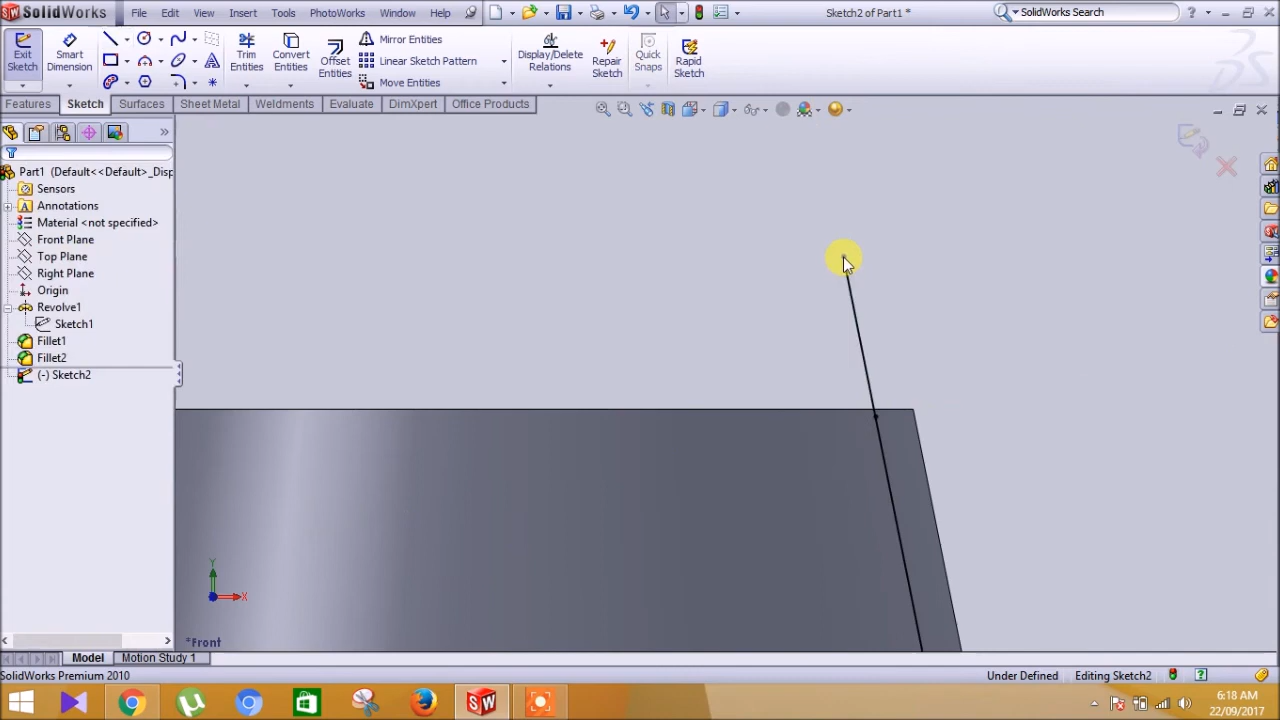 SolidWorks
File Edit View Insert Tools PhotoWorks Window Help
Sketch2 of Part1 *
SolidWorks Search
Exit Sketch
Smart Dimension
Trim Entities
Convert Entities
Offset Entities
Mirror Entities
Linear Sketch Pattern
Move Entities
Display/Delete Relations
Repair Sketch
Quick Snaps
Rapid Sketch
Features Sketch Surfaces Sheet Metal Weldments Evaluate DimXpert Office Products
Part1 (Default<<Default>_Disp
Sensors
Annotations
Material <not specified>
Front Plane
Top Plane
Right Plane
Origin
Revolve1
Sketch1
Fillet1
Fillet2
(-) Sketch2
Y
X
*Front
Model Motion Study 1
SolidWorks Premium 2010
Under Defined Editing Sketch2
6:18 AM
22/09/2017